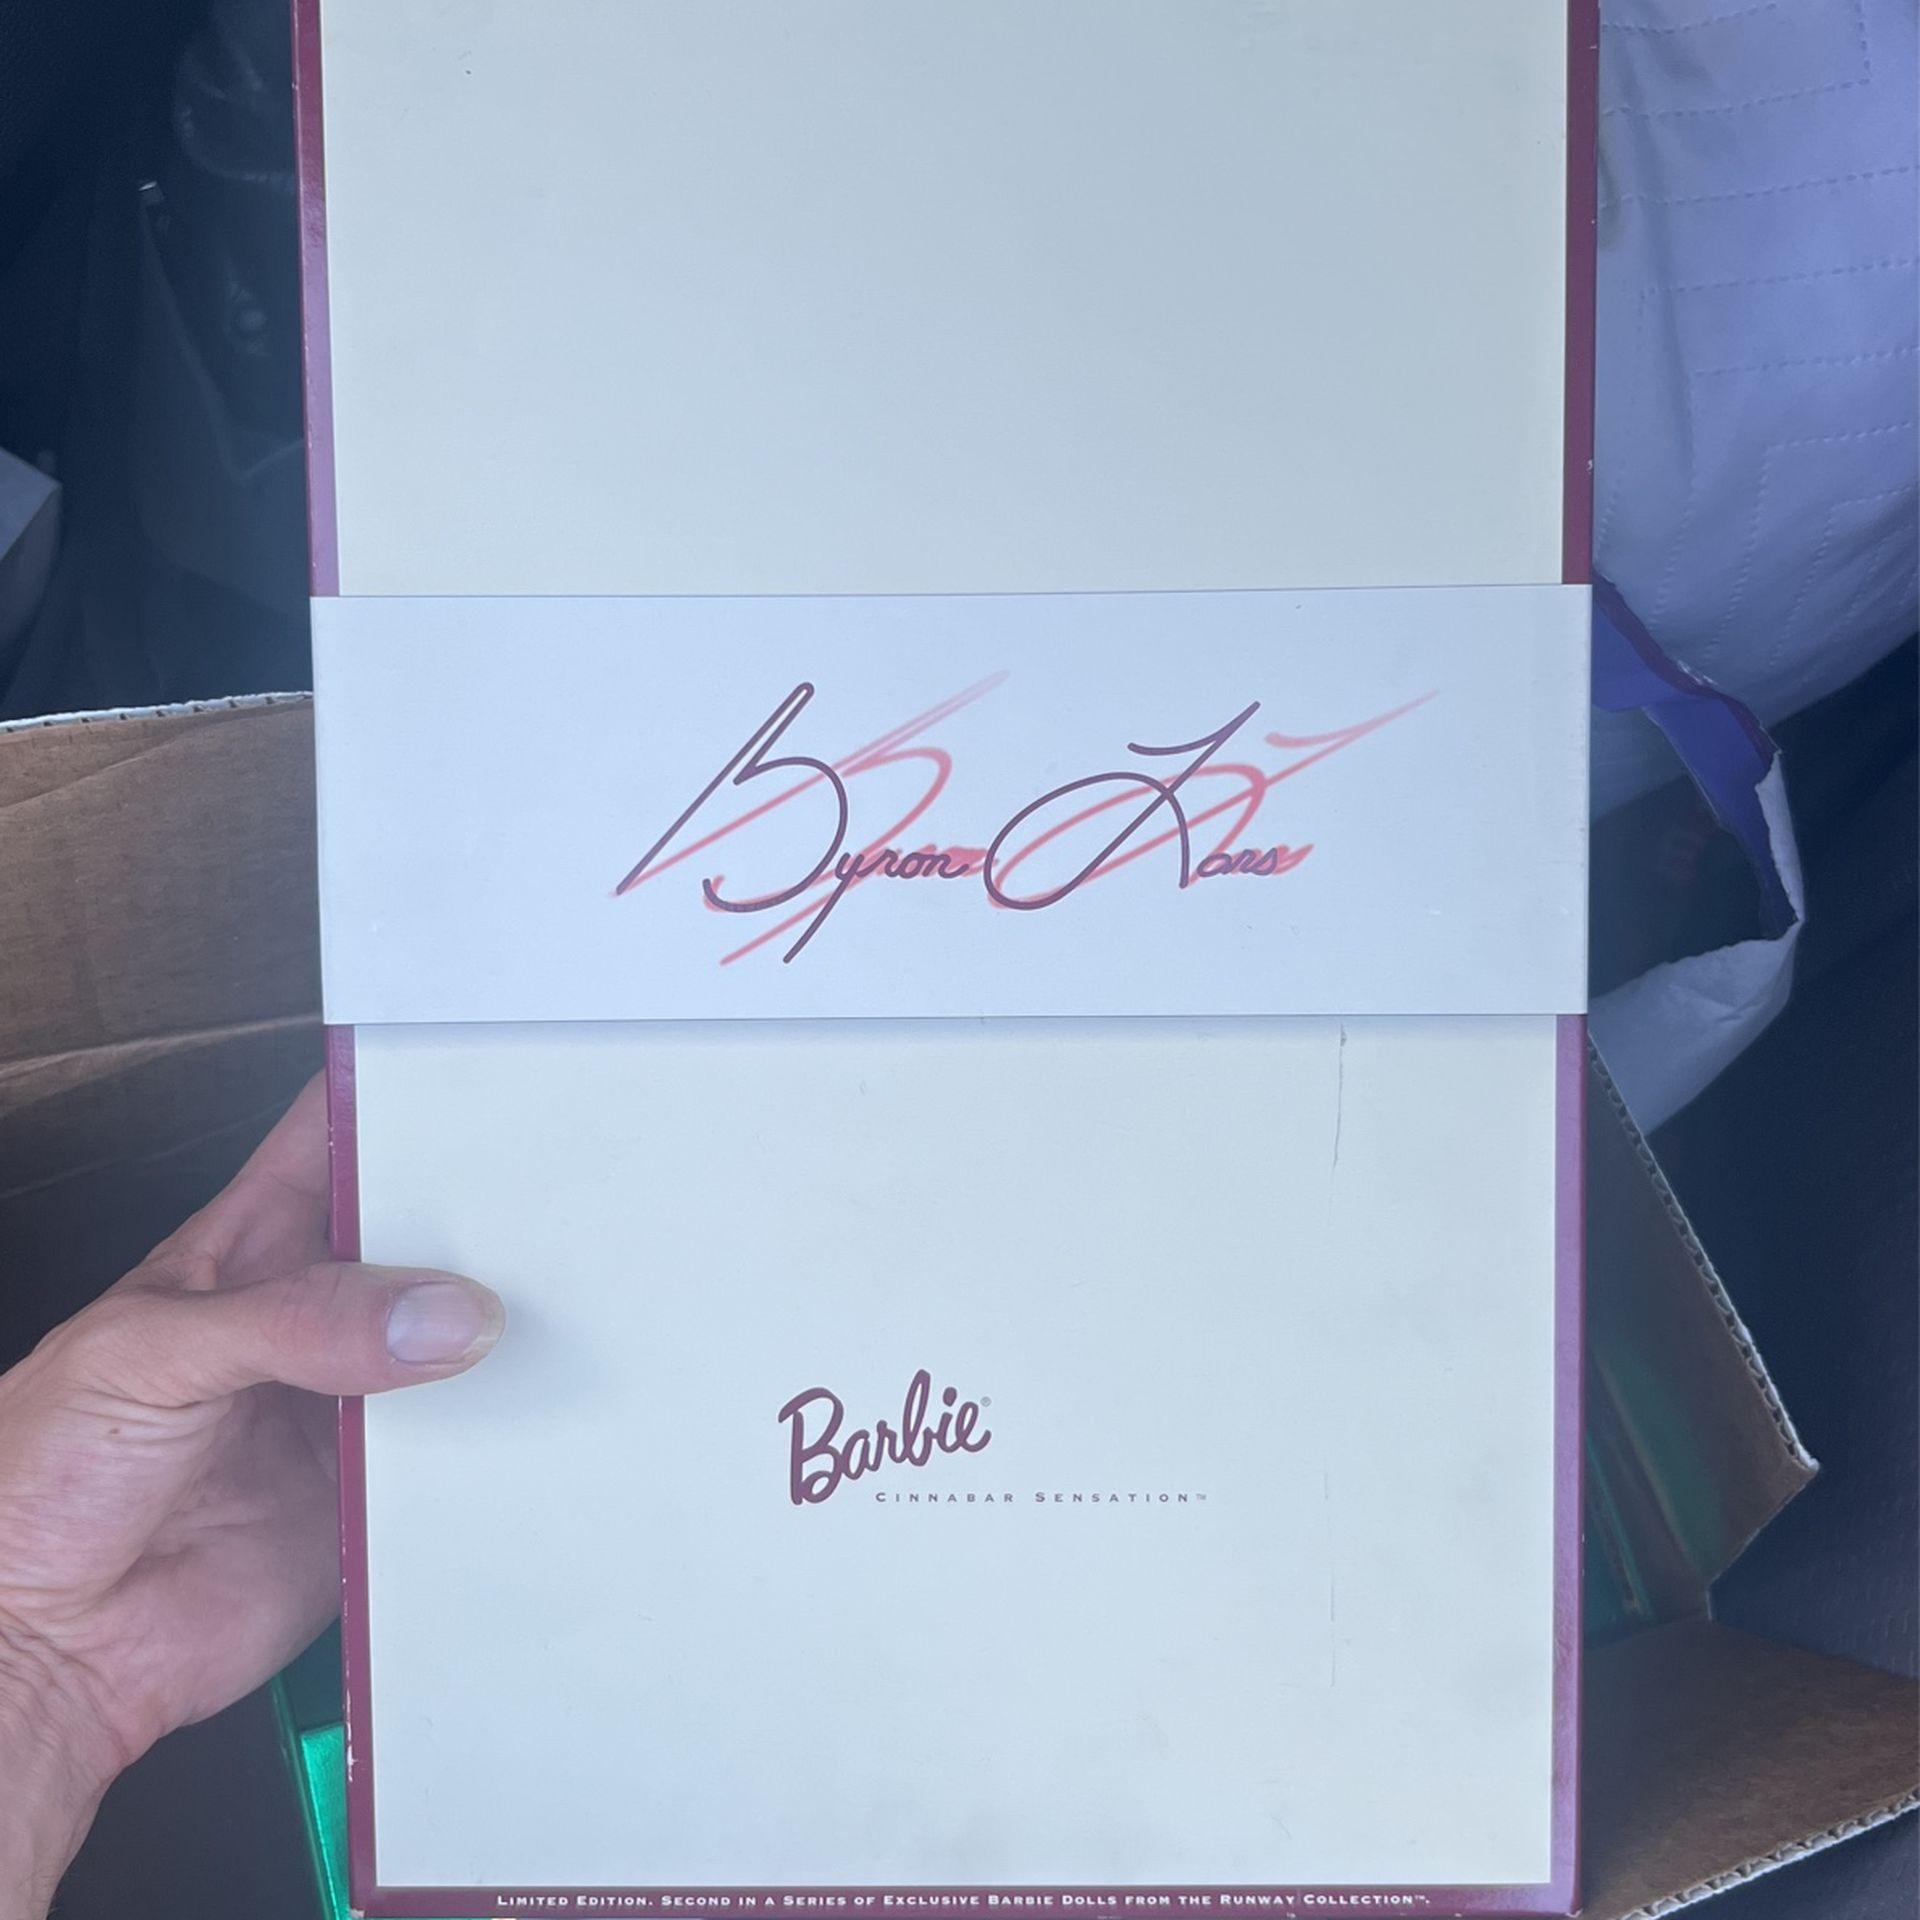 Byron Lars
Barbie®
CINNABAR SENSATION™
LIMITED EDITION. SECOND IN A SERIES OF EXCLUSIVE BARBIE DOLLS FROM THE RUNWAY COLLECTION™.